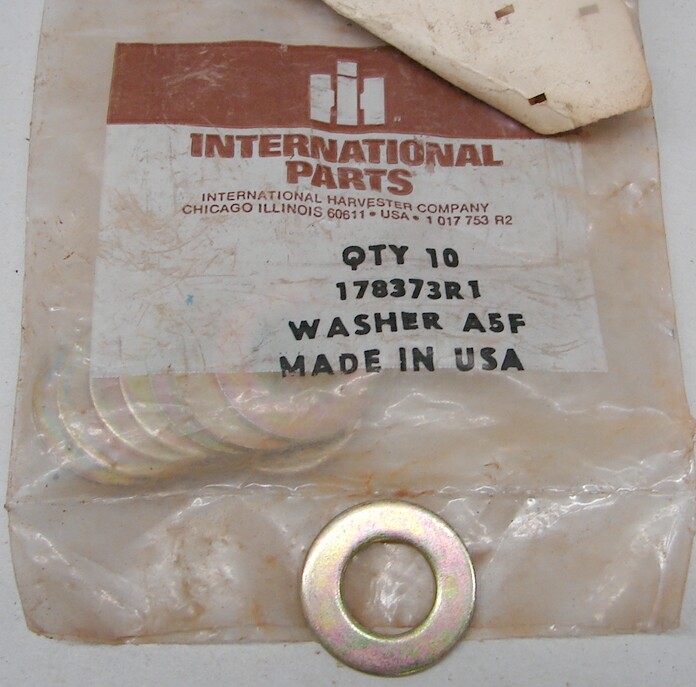 INTERNATIONAL
PARTS
INTERNATIONAL HARVESTER COMPANY
CHICAGO ILLINOIS 60611 • USA • 1 017 753 R2
QTY 10
178373R1
WASHER A5F
MADE IN USA